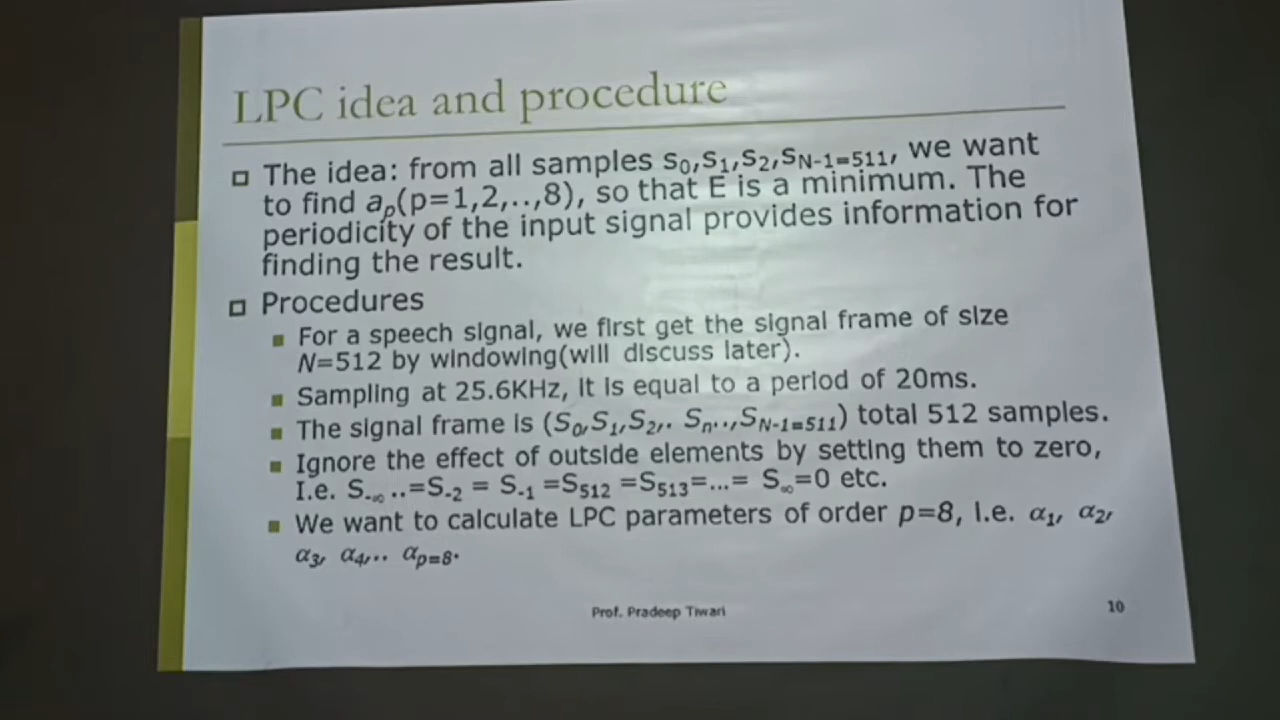 LPC idea and procedure
The idea: from all samples s₀,s₁,s₂,sN-1=511, we want
to find aₚ(p=1,2,..,8), so that E is a minimum. The
periodicity of the input signal provides information for
finding the result.
Procedures
For a speech signal, we first get the signal frame of size
N=512 by windowing(will discuss later).
Sampling at 25.6KHz, it is equal to a period of 20ms.
The signal frame is (S₀,S₁,S₂,. Sₙ..,SN-1=511) total 512 samples.
Ignore the effect of outside elements by setting them to zero,
I.e. S₋∞ ..=S₋₂ = S₋₁ =S₅₁₂ =S₅₁₃=...= S∞=0 etc.
We want to calculate LPC parameters of order p=8, i.e. α₁, α₂,
α₃, α₄,.. αp=8.
Prof. Pradeep Tiwari
10